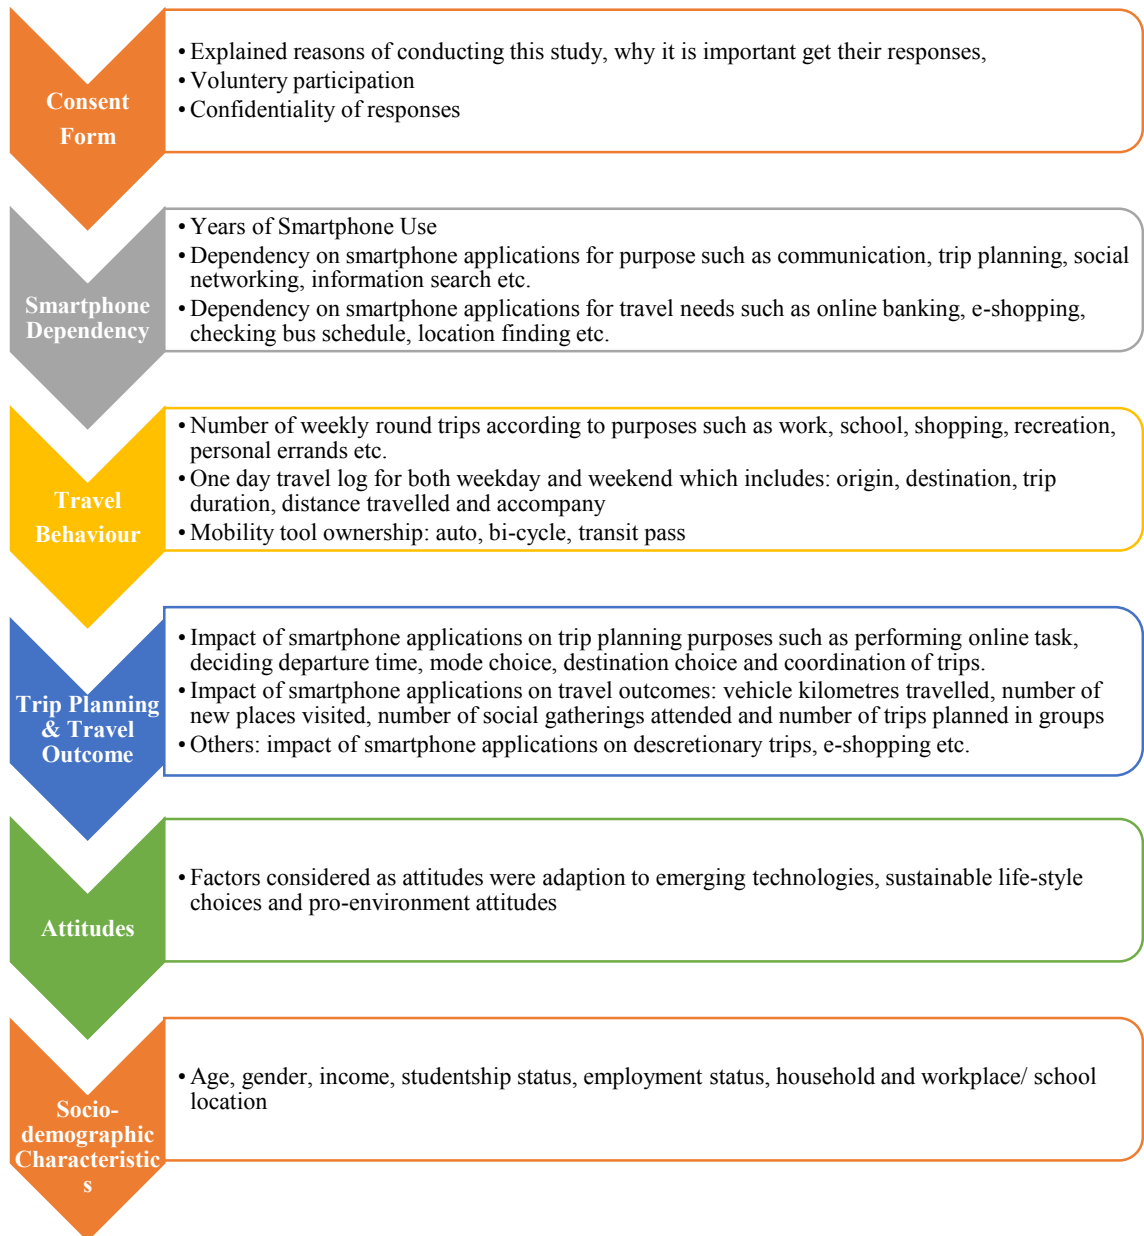 Consent
Form
• Explained reasons of conducting this study, why it is important get their responses,
• Voluntery participation
• Confidentiality of responses
Smartphone
Dependency
• Years of Smartphone Use
• Dependency on smartphone applications for purpose such as communication, trip planning, social
networking, information search etc.
• Dependency on smartphone applications for travel needs such as online banking, e-shopping,
checking bus schedule, location finding etc.
Travel
Behaviour
• Number of weekly round trips according to purposes such as work, school, shopping, recreation,
personal errands etc.
• One day travel log for both weekday and weekend which includes: origin, destination, trip
duration, distance travelled and accompany
• Mobility tool ownership: auto, bi-cycle, transit pass
Trip Planning
& Travel
Outcome
• Impact of smartphone applications on trip planning purposes such as performing online task,
deciding departure time, mode choice, destination choice and coordination of trips.
• Impact of smartphone applications on travel outcomes: vehicle kilometres travelled, number of
new places visited, number of social gatherings attended and number of trips planned in groups
• Others: impact of smartphone applications on descretionary trips, e-shopping etc.
Attitudes
• Factors considered as attitudes were adaption to emerging technologies, sustainable life-style
choices and pro-environment attitudes
Socio-
demographic
Characteristic
s
• Age, gender, income, studentship status, employment status, household and workplace/ school
location